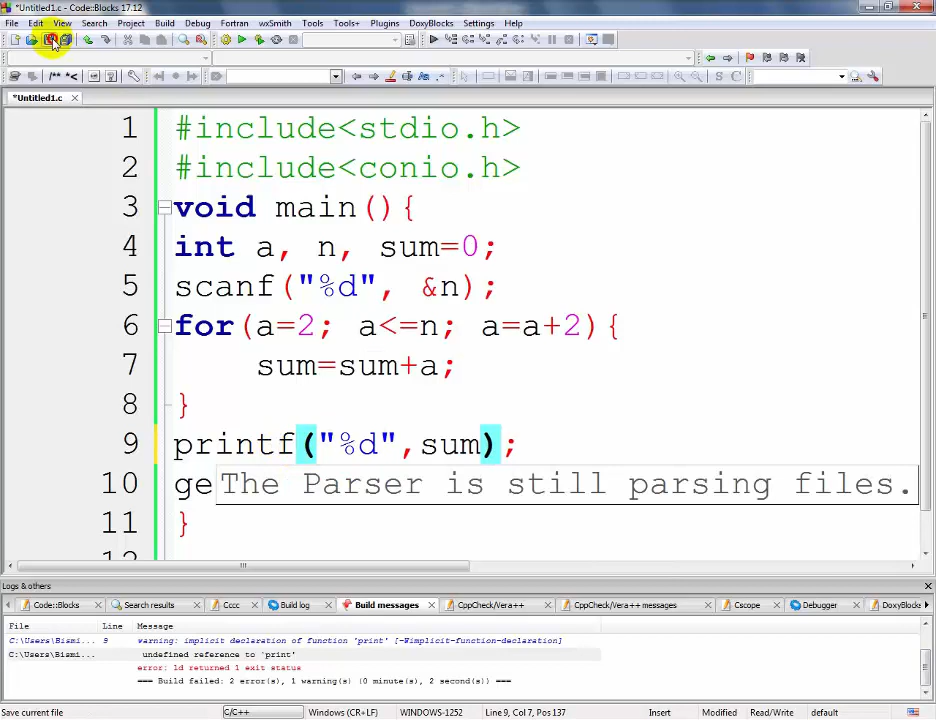 *Untitled1.c - Code::Blocks 17.12
File Edit View Search Project Build Debug Fortran wxSmith Tools Tools+ Plugins DoxyBlocks Settings Help
/** *<
S C
*Untitled1.c
1 #include<stdio.h>
2 #include<conio.h>
3 void main(){
4 int a, n, sum=0;
5 scanf("%d", &n);
6 for(a=2; a<=n; a=a+2){
7 sum=sum+a;
8 }
9 printf("%d",sum);
10 ge
The Parser is still parsing files.
11 }
12
Logs & others
Code::Blocks Search results Cccc Build log Build messages CppCheck/Vera++ CppCheck/Vera++ messages Cscope Debugger DoxyBlocks
File Line Message
C:\Users\Bismi... 9 warning: implicit declaration of function 'print' [-Wimplicit-function-declaration]
C:\Users\Bismi... undefined reference to `print'
error: ld returned 1 exit status
=== Build failed: 2 error(s), 1 warning(s) (0 minute(s), 2 second(s)) ===
Save current file C/C++ Windows (CR+LF) WINDOWS-1252 Line 9, Col 7, Pos 137 Insert Modified Read/Write default